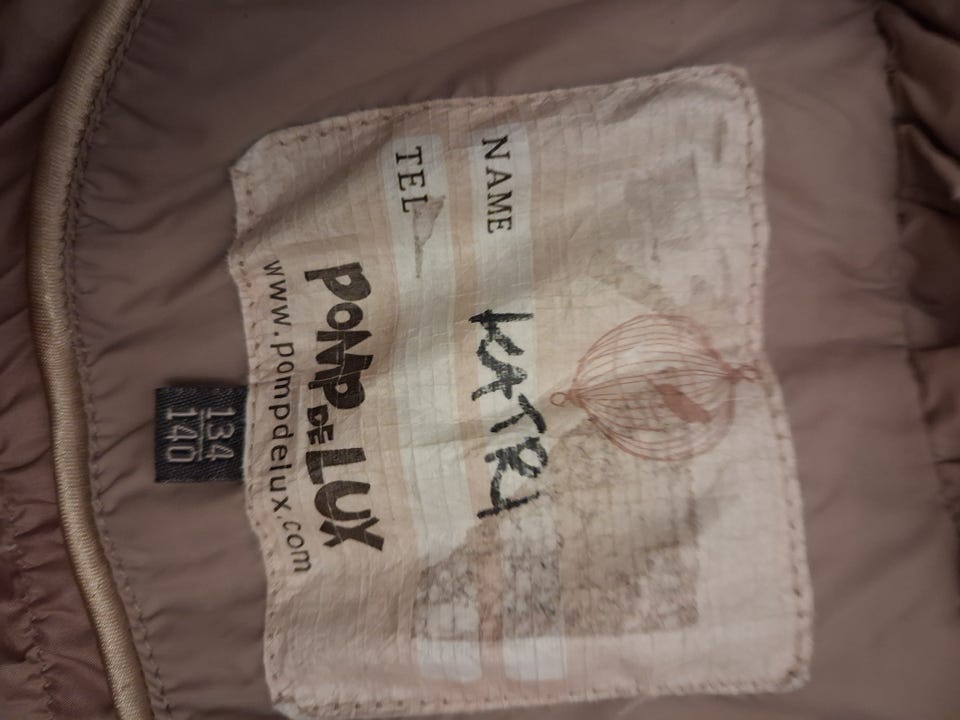 NAME KATRI
TEL
POMP DE LUX
www.pompdelux.com
134
140